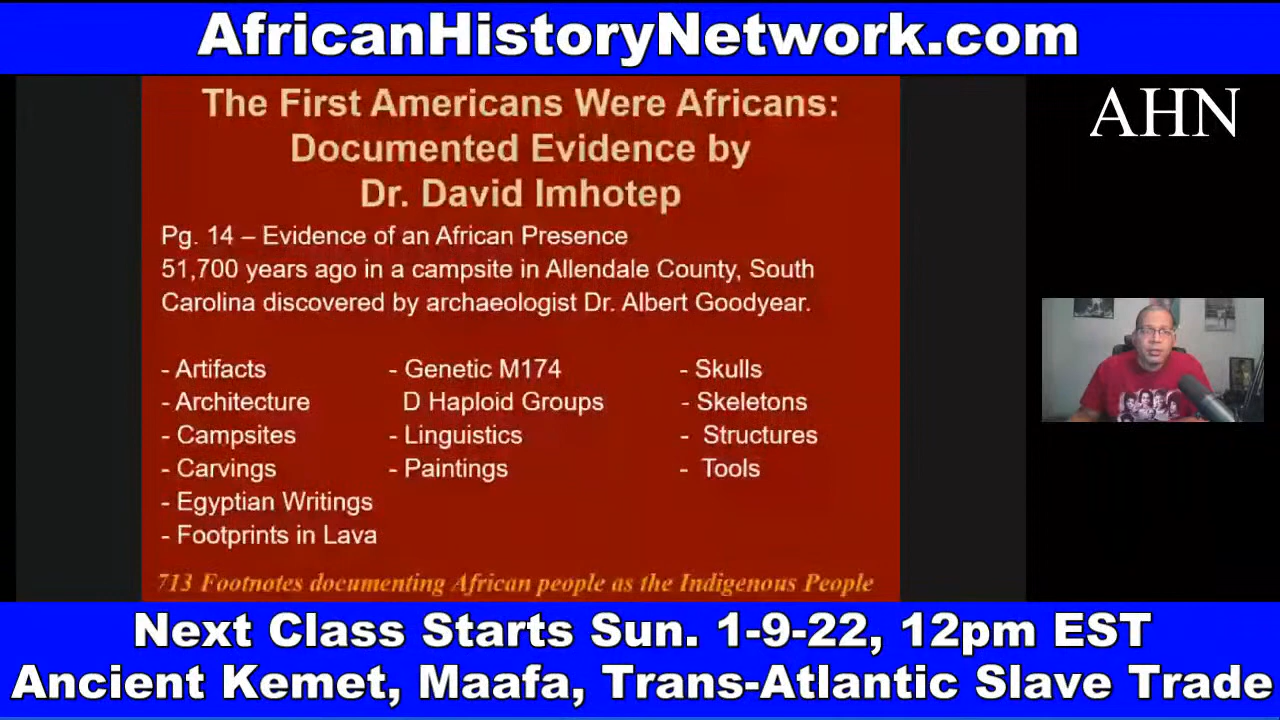 AfricanHistoryNetwork.com
AHN
The First Americans Were Africans:
Documented Evidence by
Dr. David Imhotep
Pg. 14 – Evidence of an African Presence
51,700 years ago in a campsite in Allendale County, South
Carolina discovered by archaeologist Dr. Albert Goodyear.
- Artifacts
- Architecture
- Campsites
- Carvings
- Egyptian Writings
- Footprints in Lava
- Genetic M174
D Haploid Groups
- Linguistics
- Paintings
- Skulls
- Skeletons
- Structures
- Tools
713 Footnotes documenting African people as the Indigenous People
Next Class Starts Sun. 1-9-22, 12pm EST
Ancient Kemet, Maafa, Trans-Atlantic Slave Trade